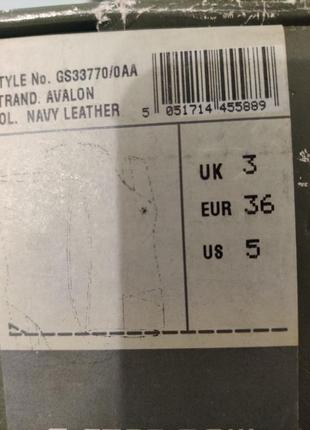 TYLE No. GS33770/0AA
TRAND. AVALON
OL. NAVY LEATHER
5 051714 455889
UK 3
EUR 36
US 5